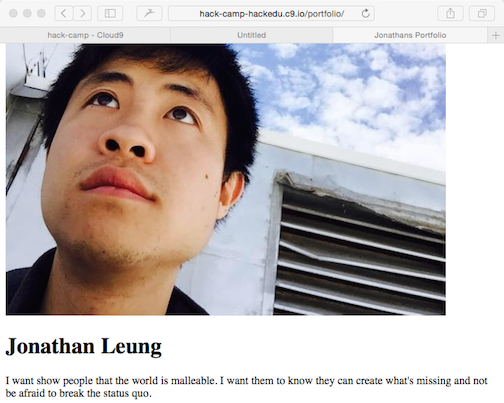 hack-camp-hackedu.c9.io/portfolio/
hack-camp - Cloud9 Untitled Jonathans Portfolio
Jonathan Leung
I want show people that the world is malleable. I want them to know they can create what's missing and not
be afraid to break the status quo.